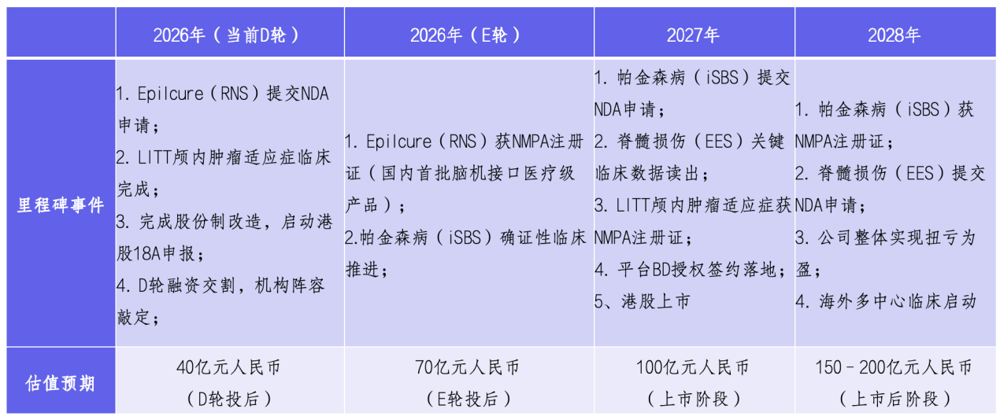 2026年（当前D轮）
2026年（E轮）
2027年
2028年
里程碑事件
1. Epilcure（RNS）提交NDA
申请；
2. LITT颅内肿瘤适应症临床
完成；
3. 完成股份制改造，启动港
股18A申报；
4. D轮融资交割，机构阵容
敲定；
1. Epilcure（RNS）获NMPA注册
证（国内首批脑机接口医疗级
产品）；
2.帕金森病（iSBS）确证性临床
推进；
1. 帕金森病（iSBS）提交
NDA申请；
2. 脊髓损伤（EES）关键
临床数据读出；
3. LITT颅内肿瘤适应症获
NMPA注册证；
4. 平台BD授权签约落地；
5、港股上市
1. 帕金森病（iSBS）获
NMPA注册证；
2. 脊髓损伤（EES）提交
NDA申请；
3. 公司整体实现扭亏为
盈；
4. 海外多中心临床启动
估值预期
40亿元人民币
（D轮投后）
70亿元人民币
（E轮投后）
100亿元人民币
（上市阶段）
150-200亿元人民币
（上市后阶段）